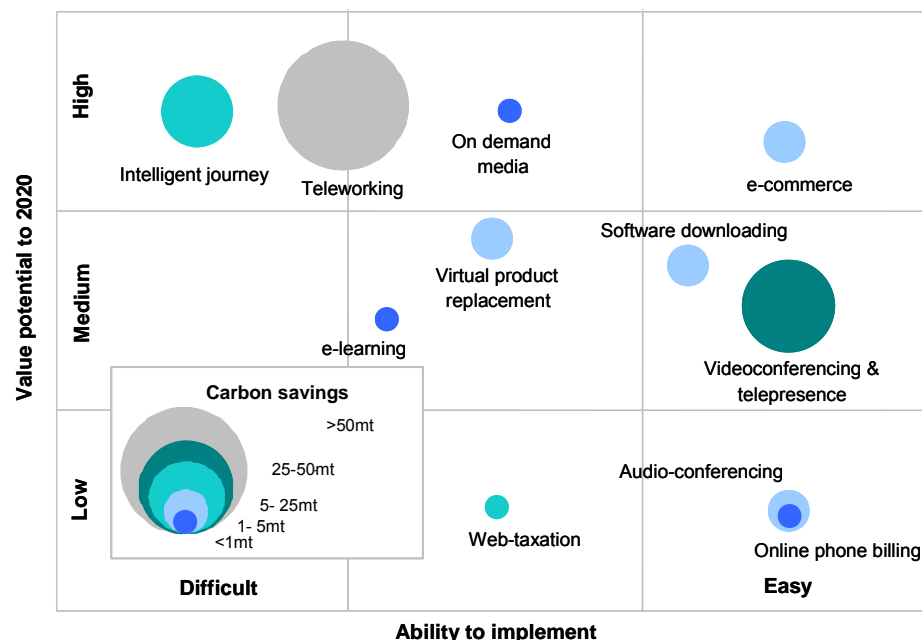 High
Intelligent journey
Teleworking
On demand
media
e-commerce
Value potential to 2020
Medium
Software downloading
Virtual product
replacement
e-learning
Videoconferencing &
telepresence
Carbon savings
>50mt
25-50mt
5- 25mt
1- 5mt
<1mt
Low
Audio-conferencing
Web-taxation
Online phone billing
Difficult
Easy
Ability to implement